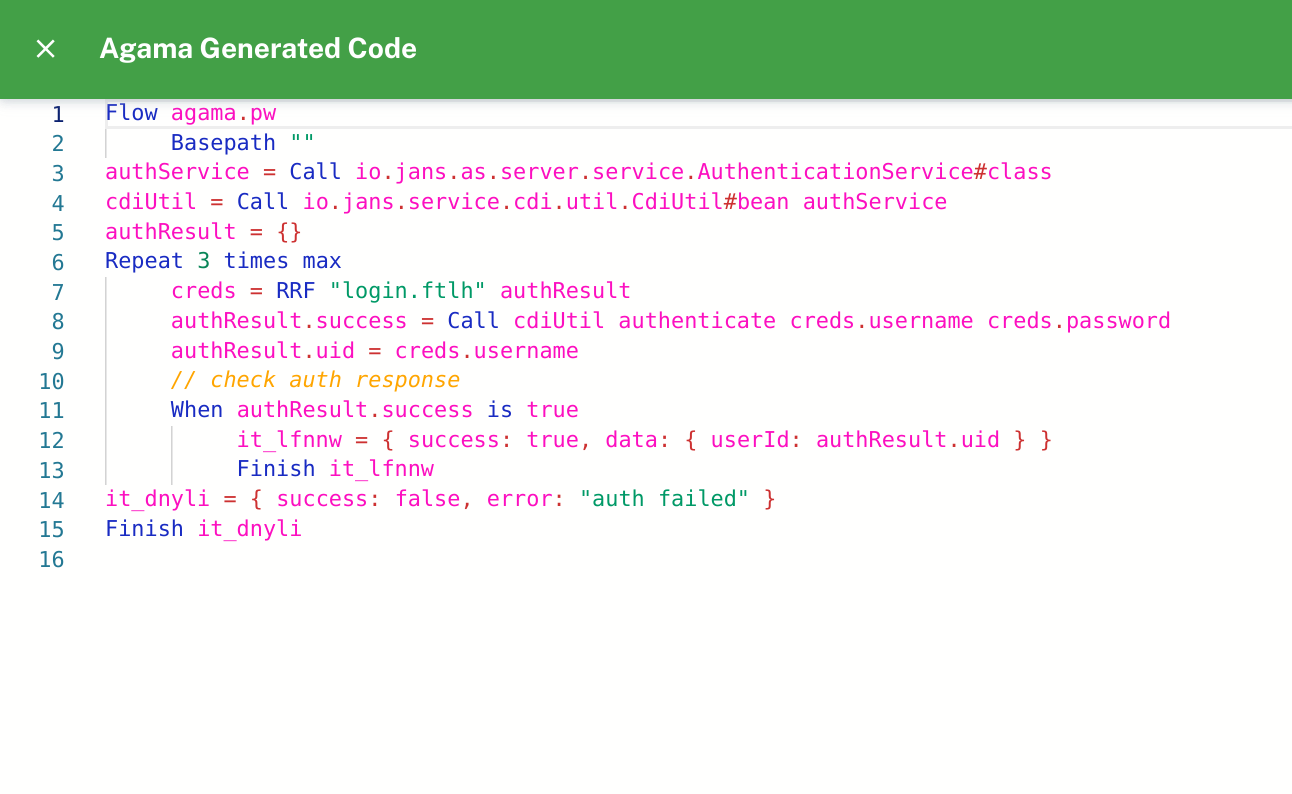 Agama Generated Code
1 Flow agama.pw
2 Basepath ""
3 authService = Call io.jans.as.server.service.AuthenticationService#class
4 cdiUtil = Call io.jans.service.cdi.util.CdiUtil#bean authService
5 authResult = {}
6 Repeat 3 times max
7 creds = RRF "login.ftlh" authResult
8 authResult.success = Call cdiUtil authenticate creds.username creds.password
9 authResult.uid = creds.username
10 // check auth response
11 When authResult.success is true
12 it_lfnnw = { success: true, data: { userId: authResult.uid } }
13 Finish it_lfnnw
14 it_dnyli = { success: false, error: "auth failed" }
15 Finish it_dnyli
16